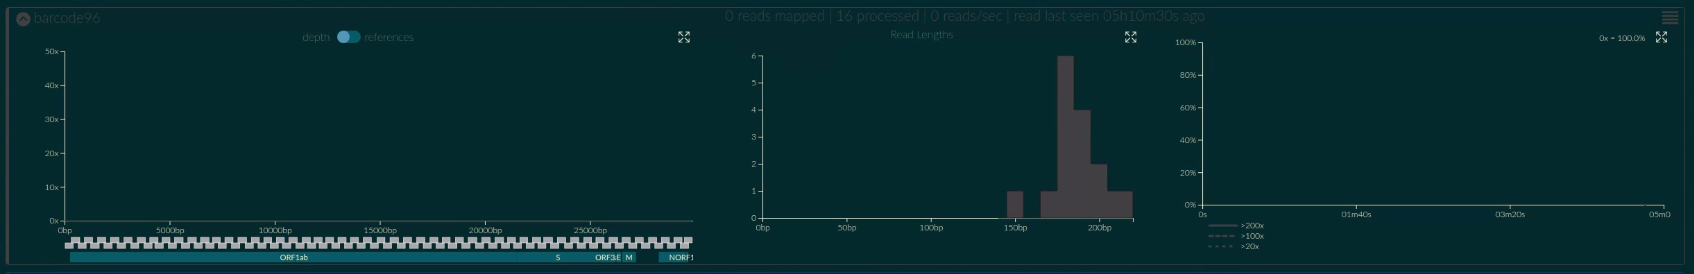 barcode96
0 reads mapped | 16 processed | 0 reads/sec | read last seen 05h10m30s ago
depth references
50x
40x
30x
20x
10x
0x
0bp 5000bp 10000bp 15000bp 20000bp 25000bp
ORF1ab S ORF3 E M NORF1
Read Lengths
6
5
4
3
2
1
0
0bp 50bp 100bp 150bp 200bp
0x = 100.0%
100%
80%
60%
40%
20%
0%
0s 01m40s 03m20s 05m0
>200x
>100x
>20x